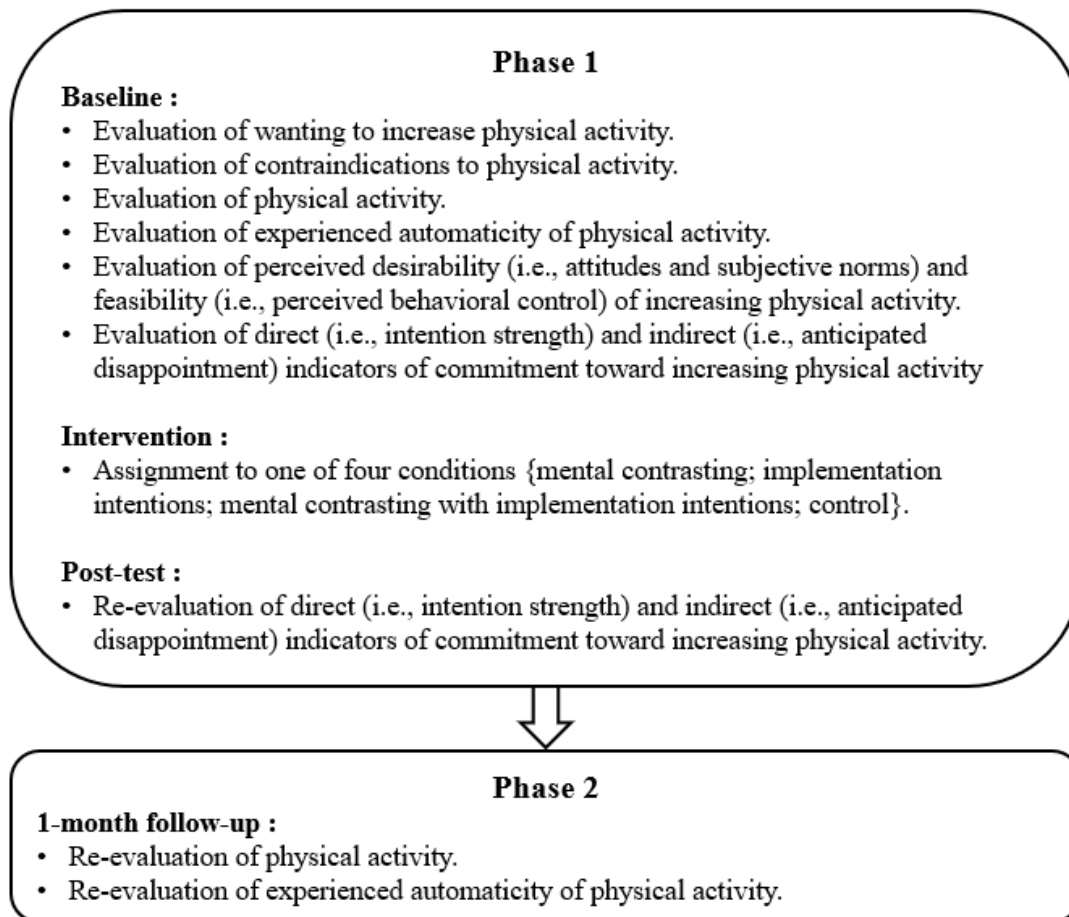 Phase 1
Baseline :
• Evaluation of wanting to increase physical activity.
• Evaluation of contraindications to physical activity.
• Evaluation of physical activity.
• Evaluation of experienced automaticity of physical activity.
• Evaluation of perceived desirability (i.e., attitudes and subjective norms) and
feasibility (i.e., perceived behavioral control) of increasing physical activity.
• Evaluation of direct (i.e., intention strength) and indirect (i.e., anticipated
disappointment) indicators of commitment toward increasing physical activity
Intervention :
• Assignment to one of four conditions {mental contrasting; implementation
intentions; mental contrasting with implementation intentions; control}.
Post-test :
• Re-evaluation of direct (i.e., intention strength) and indirect (i.e., anticipated
disappointment) indicators of commitment toward increasing physical activity.
Phase 2
1-month follow-up :
• Re-evaluation of physical activity.
• Re-evaluation of experienced automaticity of physical activity.